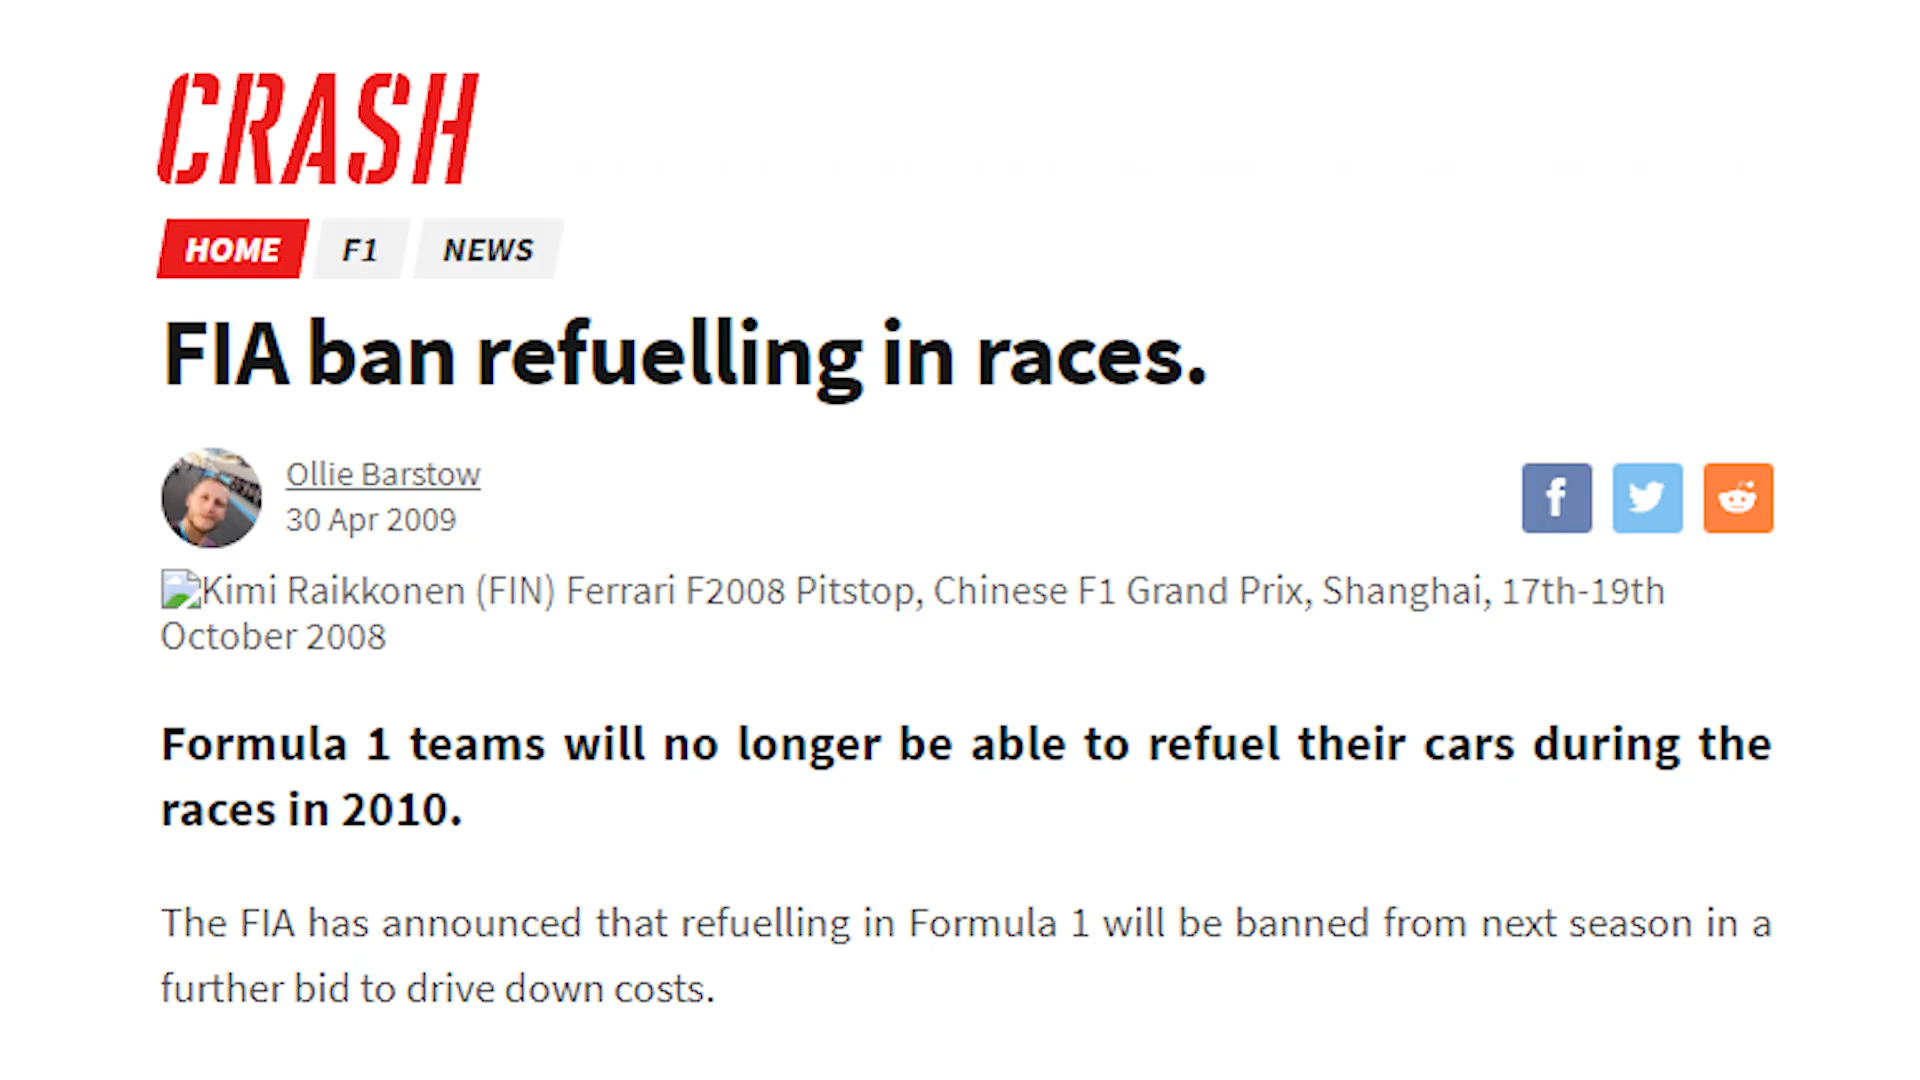 CRASH
HOME F1 NEWS
FIA ban refuelling in races.
Ollie Barstow
30 Apr 2009
Kimi Raikkonen (FIN) Ferrari F2008 Pitstop, Chinese F1 Grand Prix, Shanghai, 17th-19th
October 2008
Formula 1 teams will no longer be able to refuel their cars during the
races in 2010.
The FIA has announced that refuelling in Formula 1 will be banned from next season in a
further bid to drive down costs.